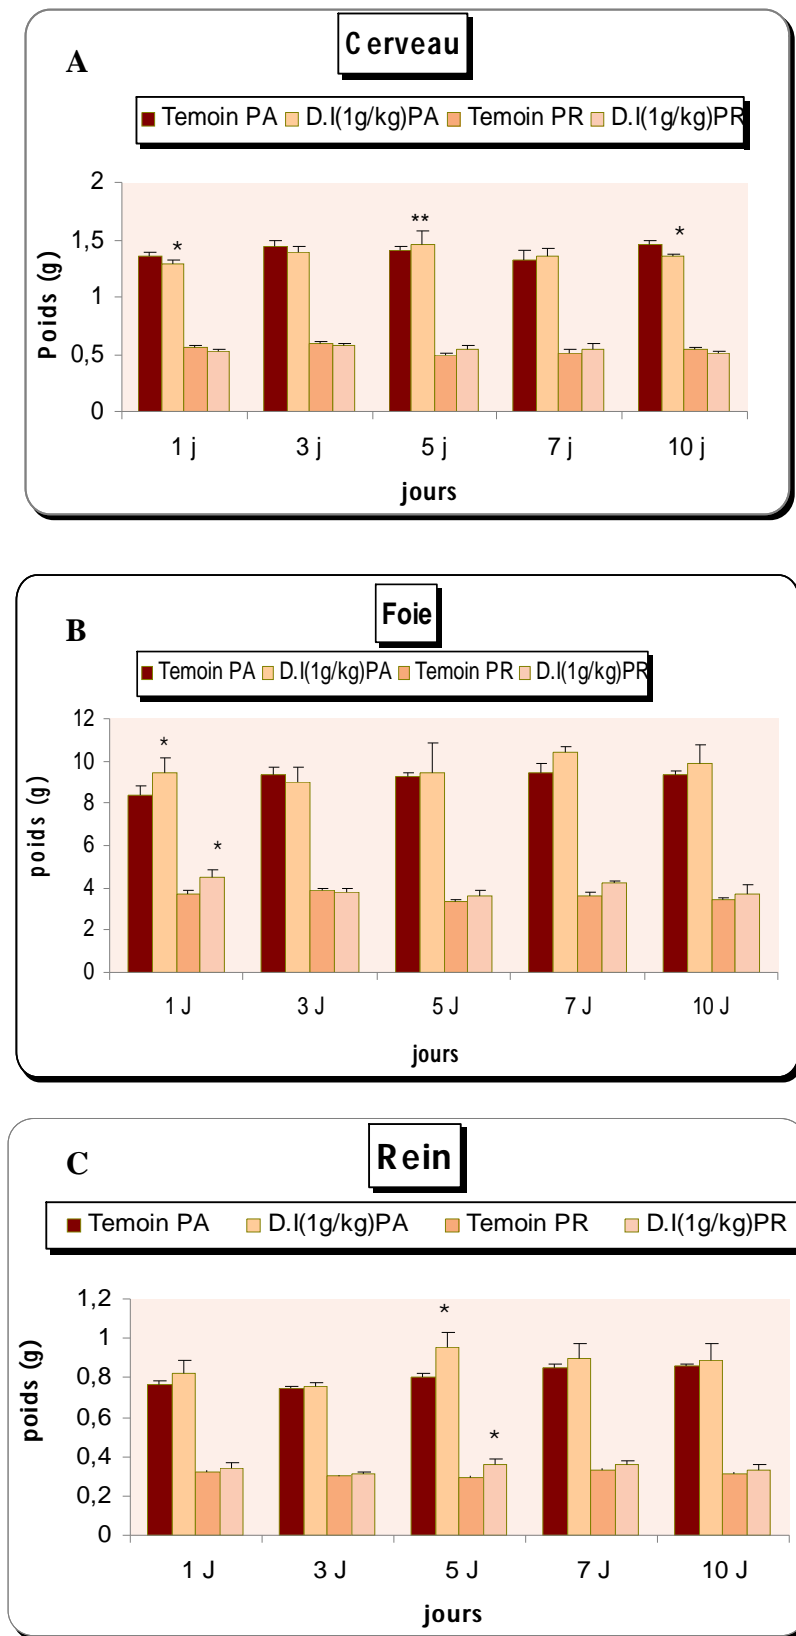 A
Cerveau
Temoin PA D.I(1g/kg)PA Temoin PR D.I(1g/kg)PR
2
1,5
1
0,5
0
Poids (g)
*
**
*
1 j 3 j 5 j 7 j 10 j
jours
B
Foie
Temoin PA D.I(1g/kg)PA Temoin PR D.I(1g/kg)PR
12
10
8
6
4
2
0
poids (g)
*
*
1 J 3 J 5 J 7 J 10 J
jours
C
Rein
Temoin PA D.I(1g/kg)PA Temoin PR D.I(1g/kg)PR
1,2
1
0,8
0,6
0,4
0,2
0
poids (g)
*
*
1 J 3 J 5 J 7 J 10 J
jours